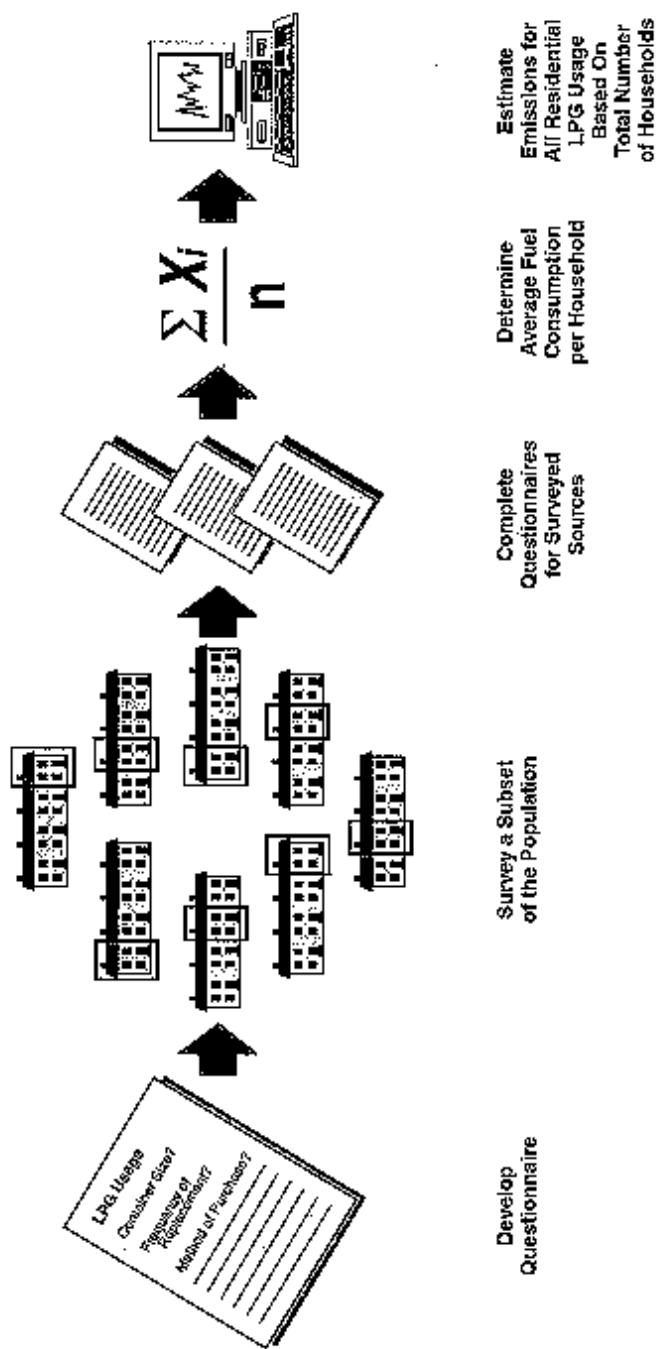 LPG Usage
Container Size?
Frequency of
Replacement?
Method of Purchase?
Σ Xi
n
Develop
Questionnaire
Survey a Subset
of the Population
Complete
Questionnaires
for Surveyed
Sources
Determine
Average Fuel
Consumption
per Household
Estimate
Emissions for
All Residential
LPG Usage
Based On
Total Number
of Households